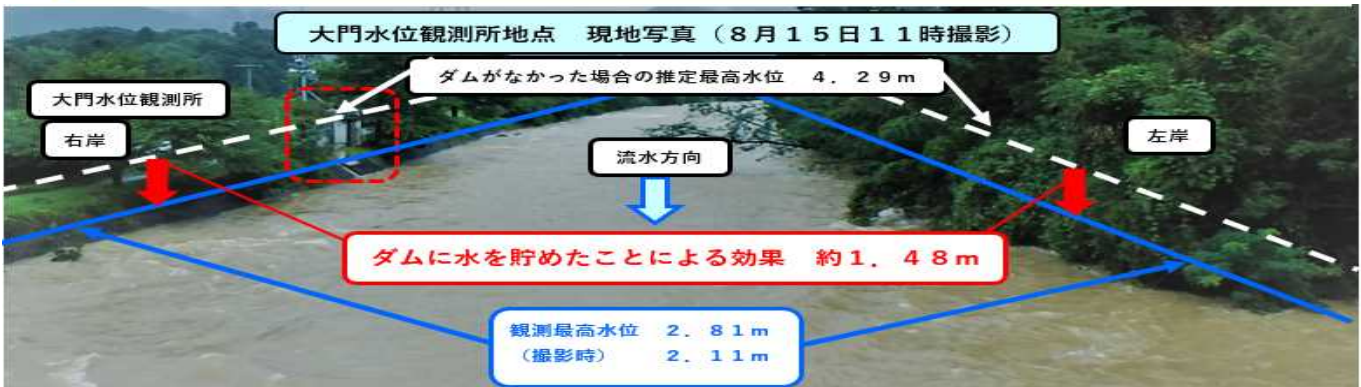 大門水位観測所地点　現地写真（８月１５日１１時撮影）
ダムがなかった場合の推定最高水位　４．２９ｍ
大門水位観測所
右岸
左岸
流水方向
ダムに水を貯めたことによる効果　約１．４８ｍ
観測最高水位　２．８１ｍ
（撮影時）　２．１１ｍ